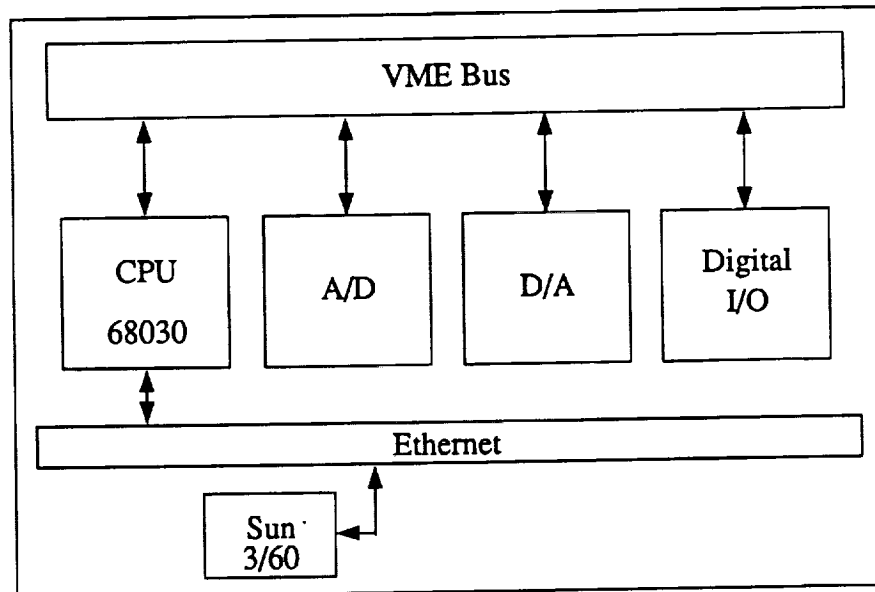 VME Bus
CPU
68030
A/D
D/A
Digital
I/O
Ethernet
Sun
3/60